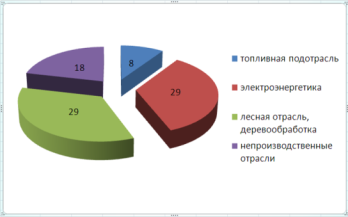 8
топливная подотрасль
18
электроэнергетика
29
29
лесная отрасль,
деревообработка
непроизводственные
отрасли